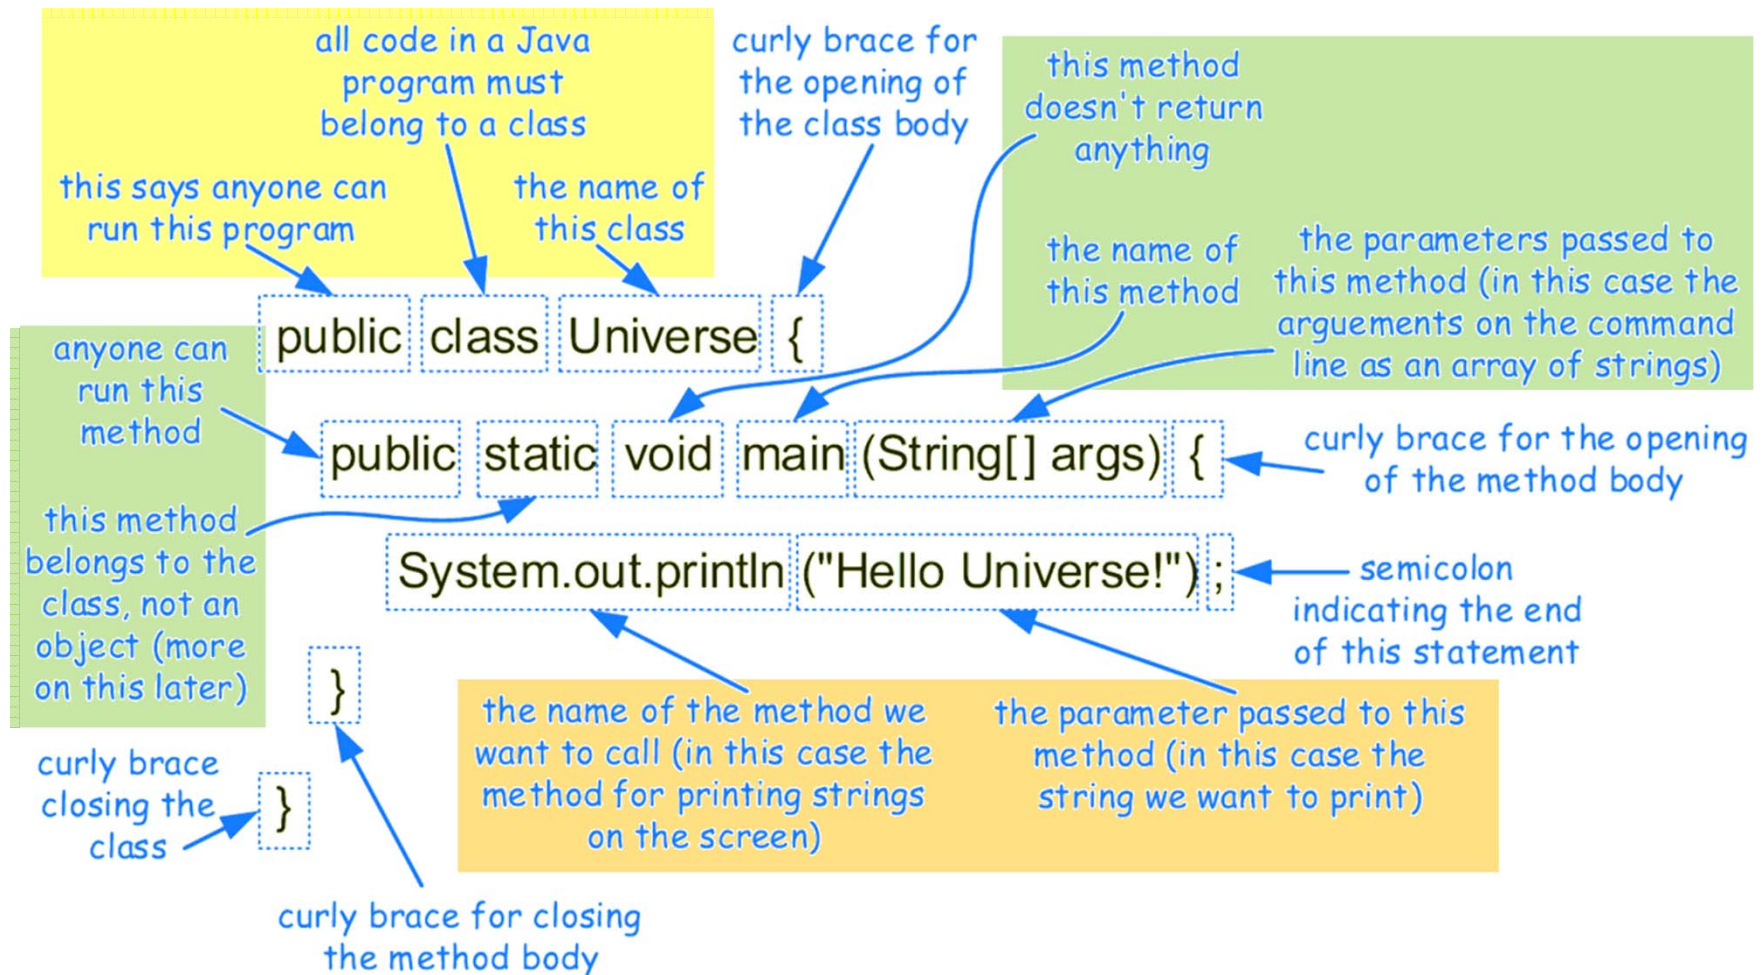 all code in a Java
program must
belong to a class
curly brace for
the opening of
the class body
this method
doesn't return
anything
this says anyone can
run this program
the name of
this class
the name of
this method
the parameters passed to
this method (in this case the
arguements on the command
line as an array of strings)
public class Universe {
anyone can
run this
method
public static void main (String[] args) {
curly brace for the opening
of the method body
this method
belongs to the
class, not an
object (more
on this later)
System.out.println ("Hello Universe!") ;
semicolon
indicating the end
of this statement
}
the name of the method we
want to call (in this case the
method for printing strings
on the screen)
the parameter passed to this
method (in this case the
string we want to print)
curly brace
closing the
class
}
curly brace for closing
the method body